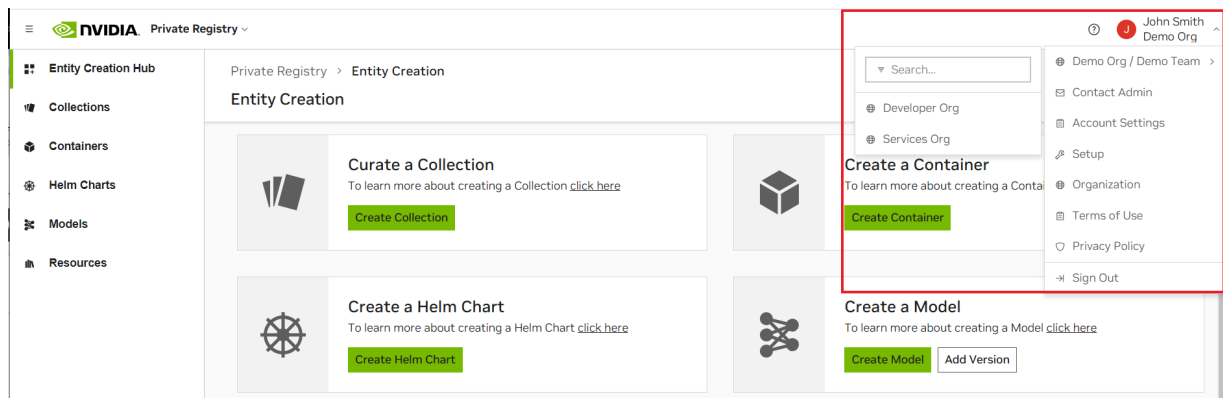 NVIDIA. Private Registry
?
J
John Smith
Demo Org
Entity Creation Hub
Collections
Containers
Helm Charts
Models
Resources
Private Registry > Entity Creation
Entity Creation
Search...
Developer Org
Services Org
Demo Org / Demo Team >
Contact Admin
Account Settings
Setup
Organization
Terms of Use
Privacy Policy
Sign Out
Curate a Collection
To learn more about creating a Collection click here
Create Collection
Create a Container
To learn more about creating a Contai
Create Container
Create a Helm Chart
To learn more about creating a Helm Chart click here
Create Helm Chart
Create a Model
To learn more about creating a Model click here
Create Model Add Version